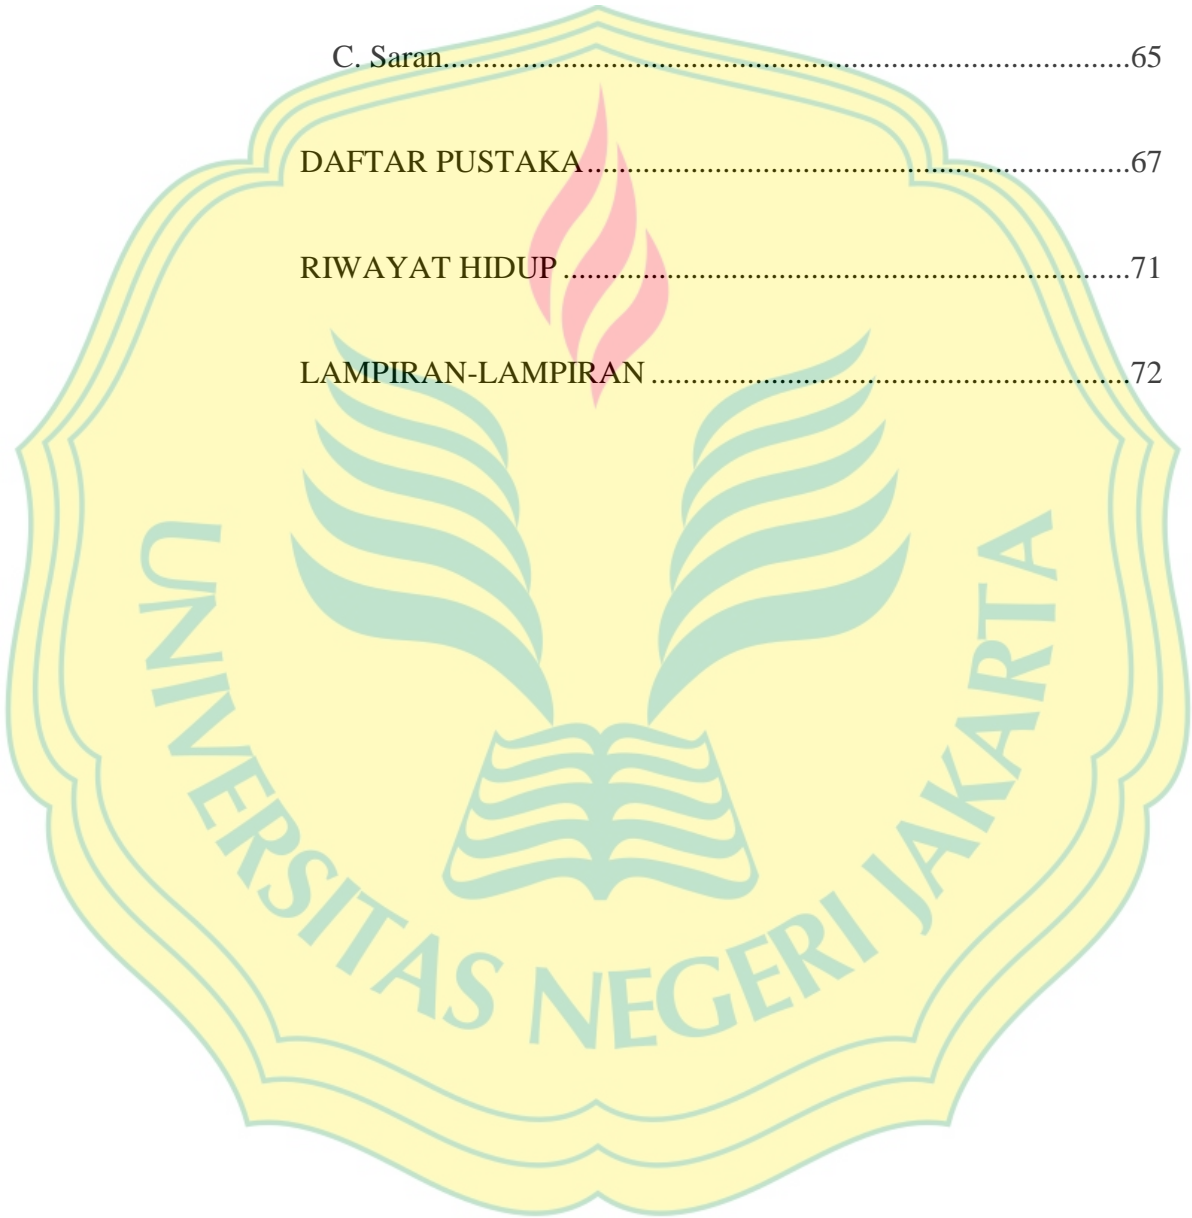 C. Saran......................................................................................65
DAFTAR PUSTAKA....................................................................67
RIWAYAT HIDUP.......................................................................71
LAMPIRAN-LAMPIRAN............................................................72
UNIVERSITAS NEGERI JAKARTA